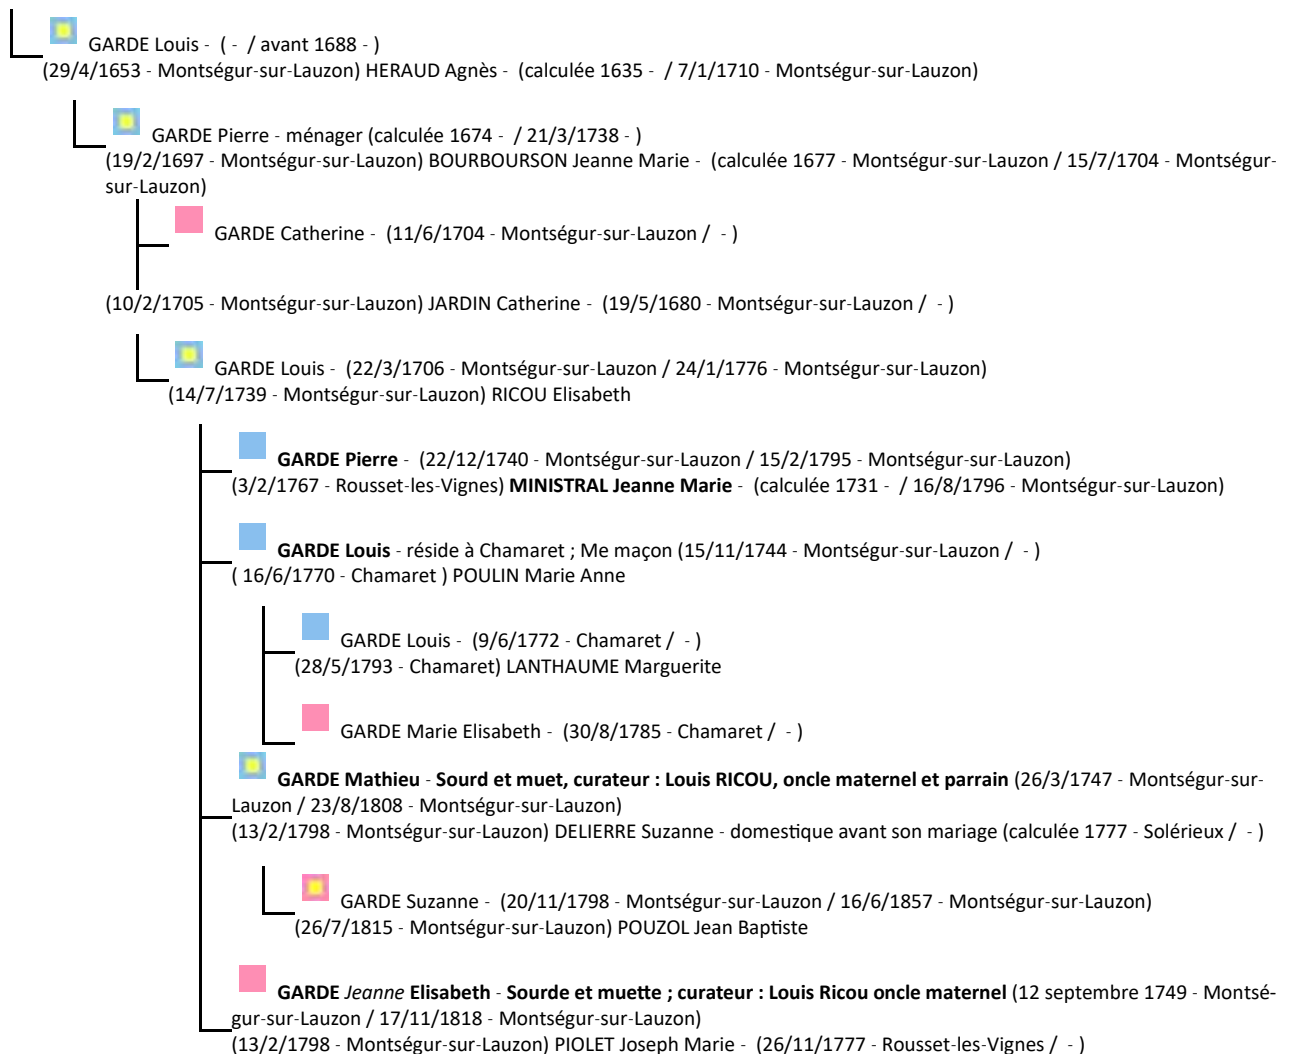 GARDE Louis - ( - / avant 1688 - )
(29/4/1653 - Montségur-sur-Lauzon) HERAUD Agnès - (calculée 1635 - / 7/1/1710 - Montségur-sur-Lauzon)
GARDE Pierre - ménager (calculée 1674 - / 21/3/1738 - )
(19/2/1697 - Montségur-sur-Lauzon) BOURBOURSON Jeanne Marie - (calculée 1677 - Montségur-sur-Lauzon / 15/7/1704 - Montségur-
sur-Lauzon)
GARDE Catherine - (11/6/1704 - Montségur-sur-Lauzon / - )
(10/2/1705 - Montségur-sur-Lauzon) JARDIN Catherine - (19/5/1680 - Montségur-sur-Lauzon / - )
GARDE Louis - (22/3/1706 - Montségur-sur-Lauzon / 24/1/1776 - Montségur-sur-Lauzon)
(14/7/1739 - Montségur-sur-Lauzon) RICOU Elisabeth
GARDE Pierre - (22/12/1740 - Montségur-sur-Lauzon / 15/2/1795 - Montségur-sur-Lauzon)
(3/2/1767 - Rousset-les-Vignes) MINISTRAL Jeanne Marie - (calculée 1731 - / 16/8/1796 - Montségur-sur-Lauzon)
GARDE Louis - réside à Chamaret ; Me maçon (15/11/1744 - Montségur-sur-Lauzon / - )
( 16/6/1770 - Chamaret ) POULIN Marie Anne
GARDE Louis - (9/6/1772 - Chamaret / - )
(28/5/1793 - Chamaret) LANTHAUME Marguerite
GARDE Marie Elisabeth - (30/8/1785 - Chamaret / - )
GARDE Mathieu - Sourd et muet, curateur : Louis RICOU, oncle maternel et parrain (26/3/1747 - Montségur-sur-
Lauzon / 23/8/1808 - Montségur-sur-Lauzon)
(13/2/1798 - Montségur-sur-Lauzon) DELIERRE Suzanne - domestique avant son mariage (calculée 1777 - Solérieux / - )
GARDE Suzanne - (20/11/1798 - Montségur-sur-Lauzon / 16/6/1857 - Montségur-sur-Lauzon)
(26/7/1815 - Montségur-sur-Lauzon) POUZOL Jean Baptiste
GARDE Jeanne Elisabeth - Sourde et muette ; curateur : Louis Ricou oncle maternel (12 septembre 1749 - Montsé-
gur-sur-Lauzon / 17/11/1818 - Montségur-sur-Lauzon)
(13/2/1798 - Montségur-sur-Lauzon) PIOLET Joseph Marie - (26/11/1777 - Rousset-les-Vignes / - )